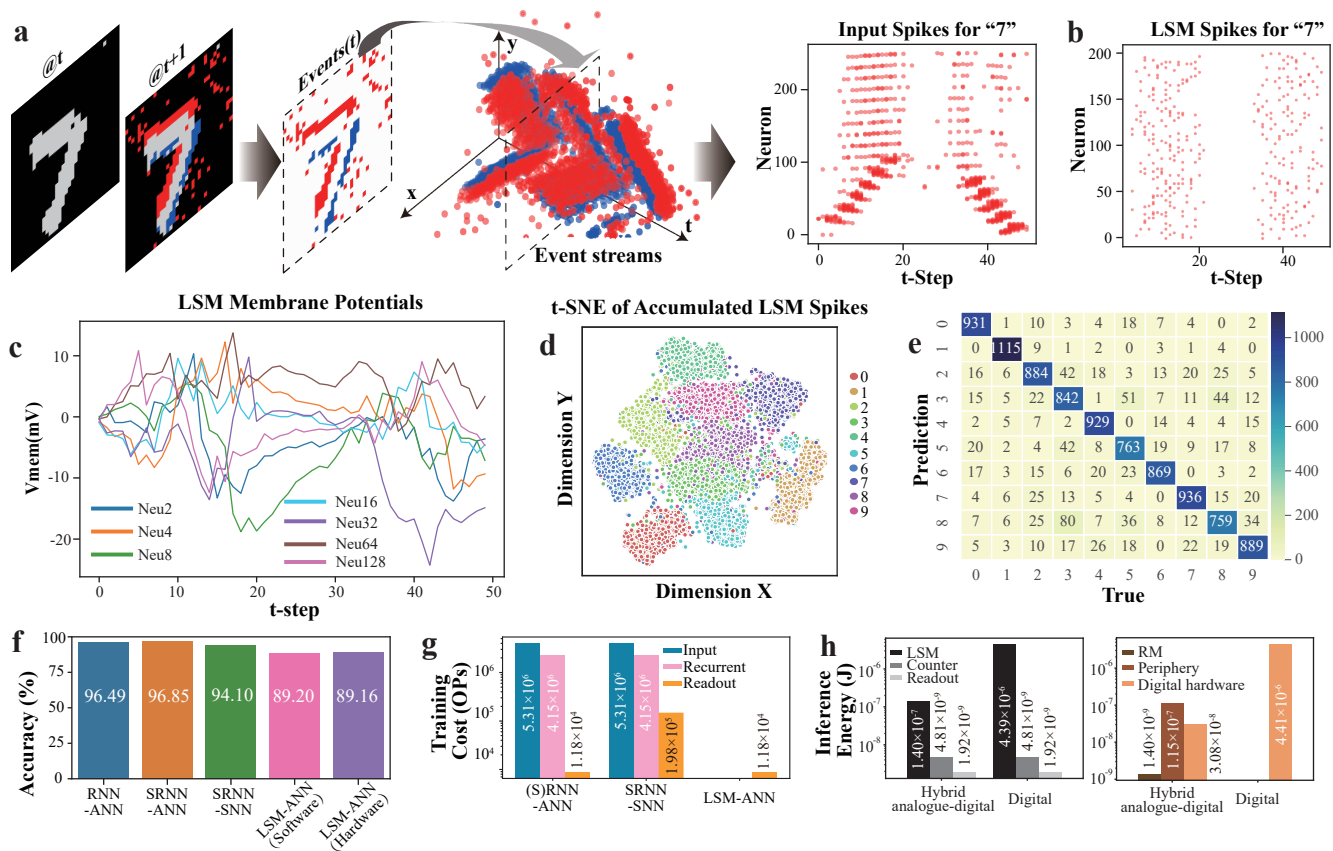 a
@t
@t+1
Events(t)
y
x
t
Event streams
Input Spikes for “7”
Neuron
200
100
0
0
20
40
t-Step
b
LSM Spikes for “7”
Neuron
200
150
100
50
0
20
40
t-Step
LSM Membrane Potentials
c
Vmem(mV)
10
0
-10
-20
Neu2
Neu4
Neu8
Neu16
Neu32
Neu64
Neu128
0
10
20
30
40
50
t-step
t-SNE of Accumulated LSM Spikes
d
Dimension Y
Dimension X
0
1
2
3
4
5
6
7
8
9
e
Prediction
0 931 1 10 3 4 18 7 4 0 2
1 0 1115 9 1 2 0 3 1 4 0
2 16 6 884 42 18 3 13 20 25 5
3 15 5 22 842 1 51 7 11 44 12
4 2 5 7 2 929 0 14 4 4 15
5 20 2 4 42 8 763 19 9 17 8
6 17 3 15 6 20 23 869 0 3 2
7 4 6 25 13 5 4 0 936 15 20
8 7 6 25 80 7 36 8 12 759 34
9 5 3 10 17 26 18 0 22 19 889
0 1 2 3 4 5 6 7 8 9
True
1000
800
600
400
200
0
f
Accuracy (%)
100
75
50
25
0
96.49
96.85
94.10
89.20
89.16
RNN
-ANN
SRNN
-ANN
SRNN
-SNN
LSM-ANN
(Software)
LSM-ANN
(Hardware)
g
Training
Cost (OPs)
10⁶
10⁵
10⁴
Input
Recurrent
Readout
5.31×10⁶
4.15×10⁶
1.18×10⁴
5.31×10⁶
4.15×10⁶
1.98×10⁵
1.18×10⁴
(S)RNN
-ANN
SRNN
-SNN
LSM-ANN
h
Inference
Energy (J)
10⁻⁶
10⁻⁷
10⁻⁸
LSM
Counter
Readout
1.40×10⁻⁷
4.81×10⁻⁹
1.92×10⁻⁹
4.39×10⁻⁶
4.81×10⁻⁹
1.92×10⁻⁹
Hybrid
analogue-digital
Digital
10⁻⁶
10⁻⁷
10⁻⁸
10⁻⁹
RM
Periphery
Digital hardware
1.40×10⁻⁹
1.15×10⁻⁷
3.08×10⁻⁸
4.41×10⁻⁶
Hybrid
analogue-digital
Digital